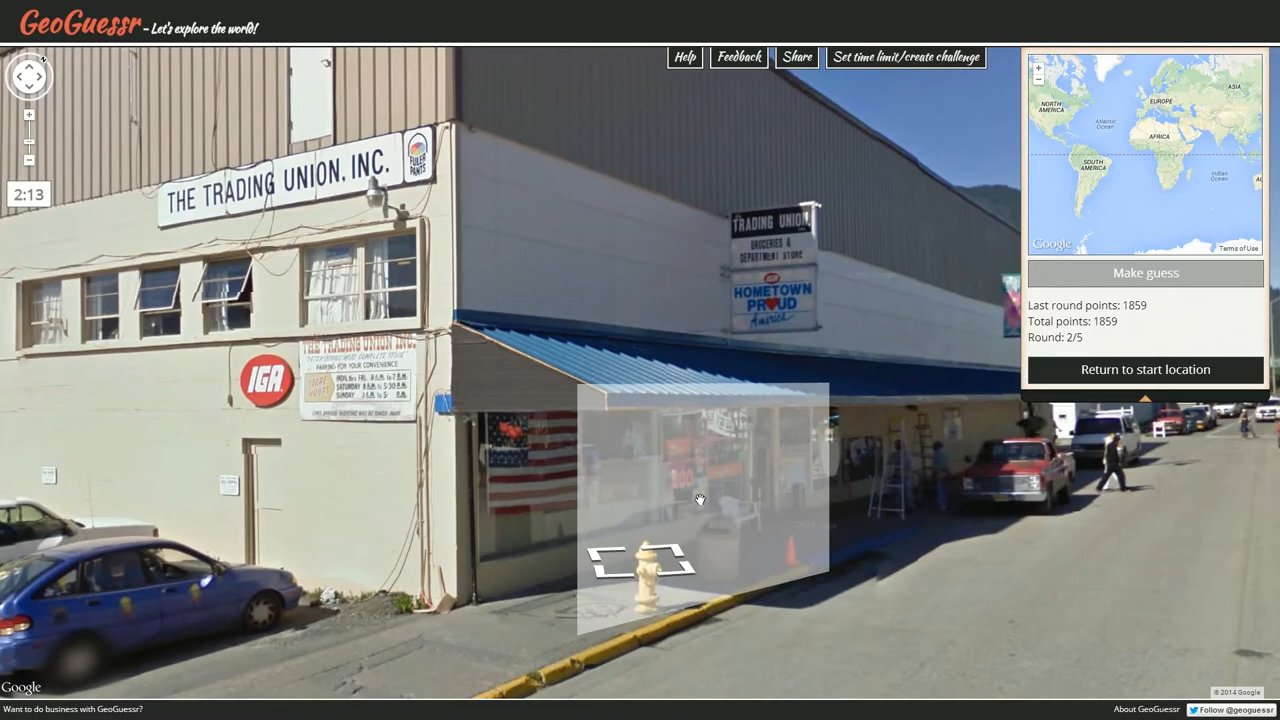 GeoGuessr - Let's explore the world!
Help
Feedback
Share
Set time limit/create challenge
2:13
THE TRADING UNION, INC.
FULLER
PAINTS
TRADING UNION
GROCERIES &
DEPARTMENT STORE
IGA
HOMETOWN
PROUD
America
IGA
THE TRADING UNION INC.
PARKING FOR YOUR CONVENIENCE
NORTH
AMERICA
EUROPE
ASIA
Atlantic
Ocean
AFRICA
SOUTH
AMERICA
Indian
Ocean
AU
Google
Terms of Use
Make guess
Last round points: 1859
Total points: 1859
Round: 2/5
Return to start location
Google
© 2014 Google
Want to do business with GeoGuessr?
About GeoGuessr
Follow @geoguessr